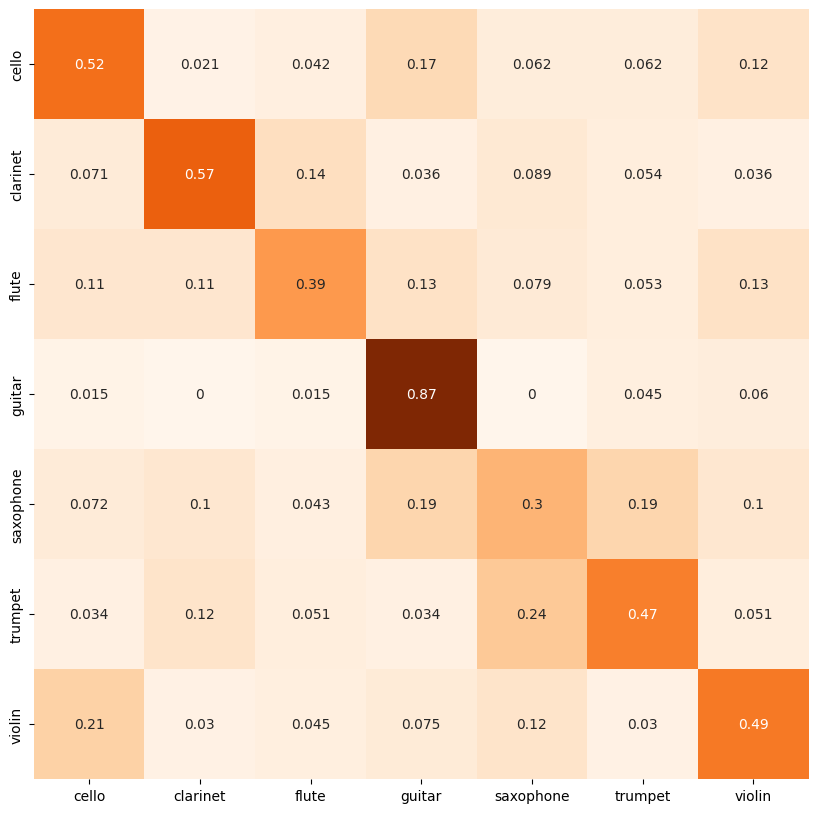 cello 0.52 0.021 0.042 0.17 0.062 0.062 0.12
clarinet 0.071 0.57 0.14 0.036 0.089 0.054 0.036
flute 0.11 0.11 0.39 0.13 0.079 0.053 0.13
guitar 0.015 0 0.015 0.87 0 0.045 0.06
saxophone 0.072 0.1 0.043 0.19 0.3 0.19 0.1
trumpet 0.034 0.12 0.051 0.034 0.24 0.47 0.051
violin 0.21 0.03 0.045 0.075 0.12 0.03 0.49
cello clarinet flute guitar saxophone trumpet violin